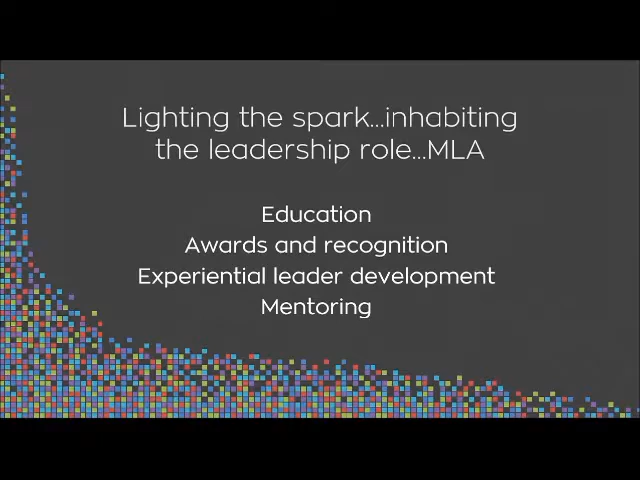 Lighting the spark...inhabiting
the leadership role...MLA
Education
Awards and recognition
Experiential leader development
Mentoring